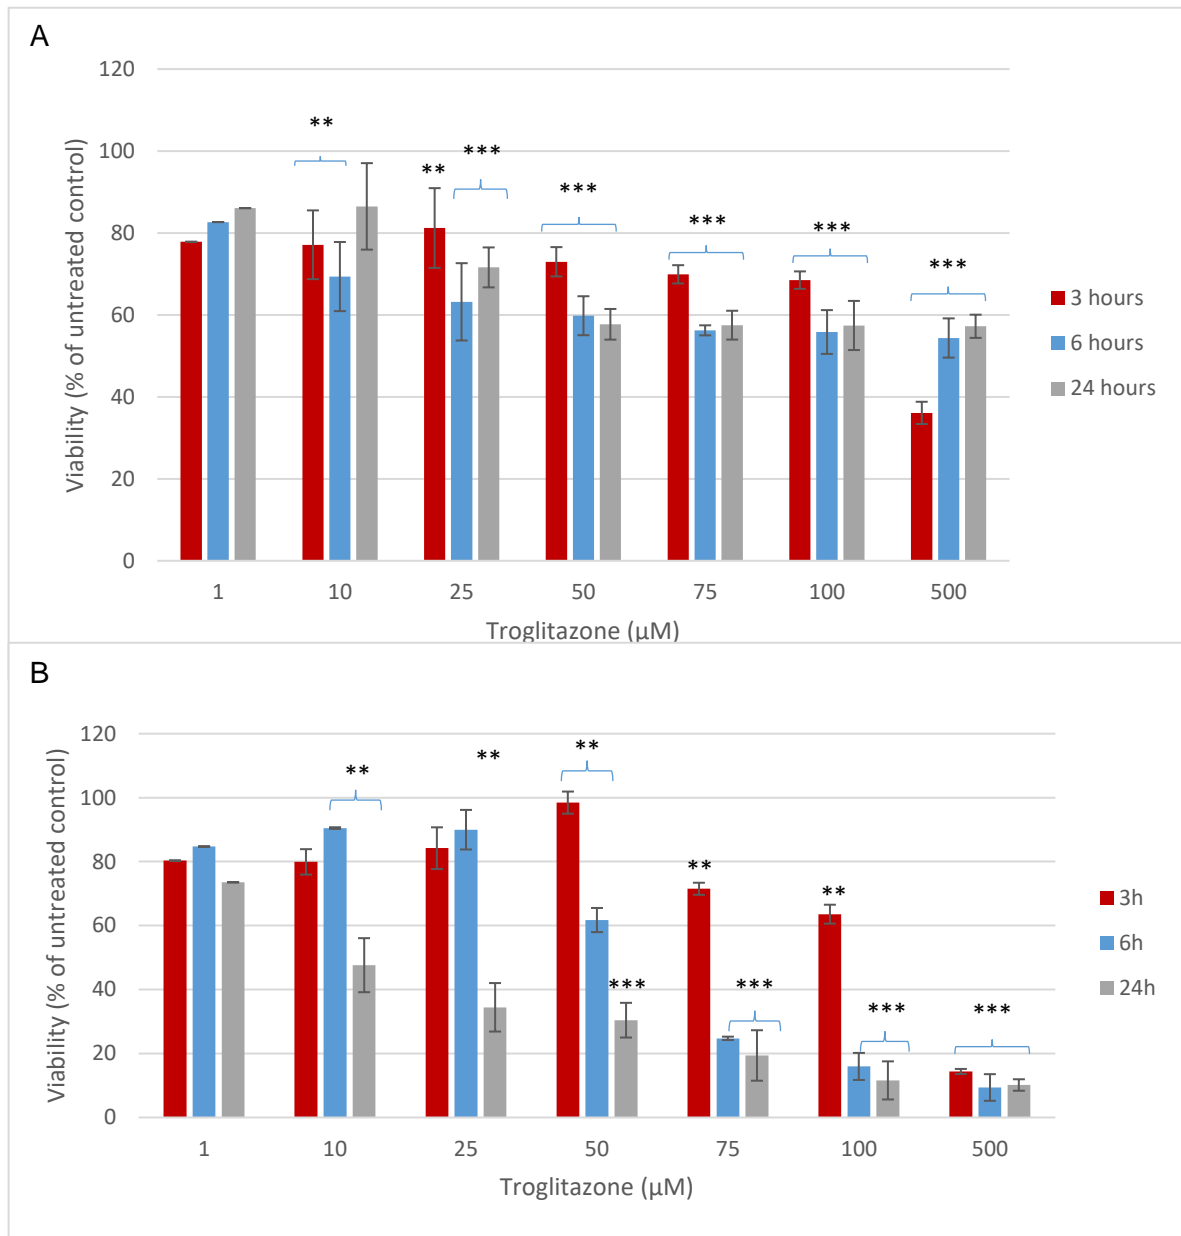 A
120
100
80
60
40
20
0
Viability (% of untreated control)
**
**
***
***
***
***
***
1 10 25 50 75 100 500
Troglitazone (µM)
3 hours
6 hours
24 hours
B
120
100
80
60
40
20
0
Viability (% of untreated control)
**
**
**
***
**
***
**
***
***
1 10 25 50 75 100 500
Troglitazone (µM)
3h
6h
24h